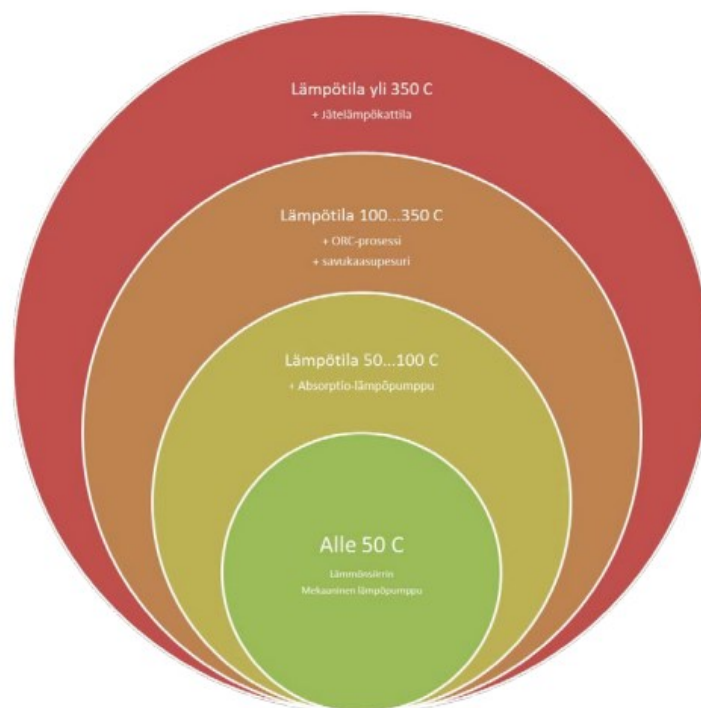 Lämpötila yli 350 C
+ Jätelämpökattila
Lämpötila 100...350 C
+ ORC-prosessi
+ savukaasupesuri
Lämpötila 50...100 C
+ Absorptio-lämpöpumppu
Alle 50 C
Lämmönsiirrin
Mekaaninen lämpöpumppu